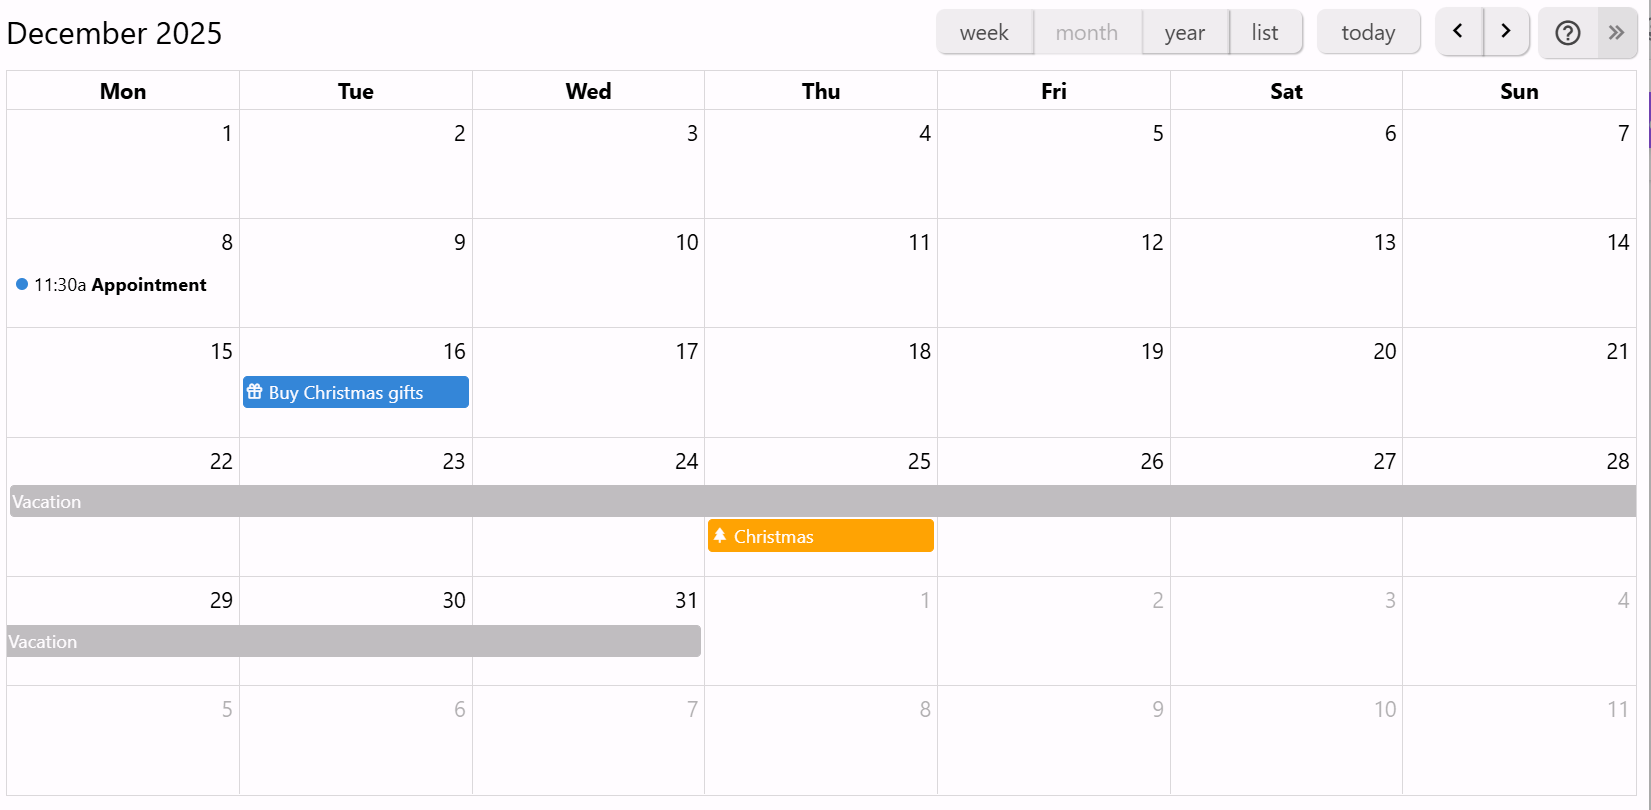 December 2025 week month year list today
Mon Tue Wed Thu Fri Sat Sun
1 2 3 4 5 6 7
8 9 10 11 12 13 14
11:30a Appointment
15 16 17 18 19 20 21
Buy Christmas gifts
22 23 24 25 26 27 28
Vacation
Christmas
29 30 31 1 2 3 4
Vacation
5 6 7 8 9 10 11